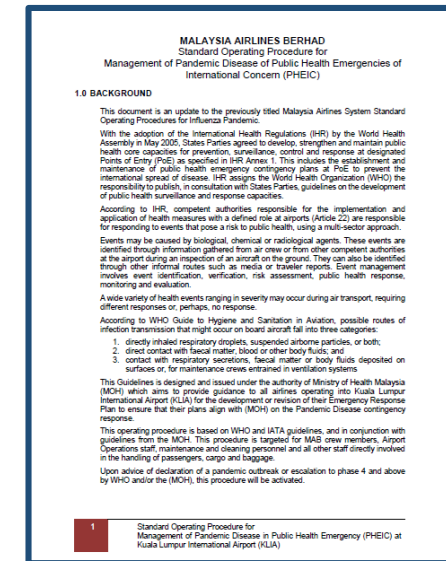 MALAYSIA AIRLINES BERHAD
Standard Operating Procedure for
Management of Pandemic Disease of Public Health Emergencies of
International Concern (PHEIC)
1.0 BACKGROUND
This document is an update to the previously titled Malaysia Airlines System Standard
Operating Procedures for Influenza Pandemic.
With the adoption of the International Health Regulations (IHR) by the World Health
Assembly in May 2005, States Parties agreed to develop, strengthen and maintain public
health core capacities for prevention, surveillance, control and response at designated
Points of Entry (PoE) as specified in IHR Annex 1. This includes the establishment and
maintenance of public health emergency contingency plans at PoE to prevent the
international spread of disease. IHR assigns the World Health Organization (WHO) the
responsibility to publish, in consultation with States Parties, guidelines on the development
of public health surveillance and response capacities.
According to IHR, competent authorities responsible for the implementation and
application of health measures with a defined role at airports (Article 22) are responsible
for responding to events that pose a risk to public health, using a multi-sector approach.
Events may be caused by biological, chemical or radiological agents. These events are
identified through information gathered from air crew or from other competent authorities
at the airport during an inspection of an aircraft on the ground. They can also be identified
through other informal routes such as media or traveler reports. Event management
involves event identification, verification, risk assessment, public health response,
monitoring and evaluation.
A wide variety of health events ranging in severity may occur during air transport, requiring
different responses or, perhaps, no response.
According to WHO Guide to Hygiene and Sanitation in Aviation, possible routes of
infection transmission that might occur on board aircraft fall into three categories:
1. directly inhaled respiratory droplets, suspended airborne particles, or both;
2. direct contact with faecal matter, blood or other body fluids; and
3. contact with respiratory secretions, faecal matter or body fluids deposited on
surfaces or, for maintenance crews entrained in ventilation systems
This Guidelines is designed and issued under the authority of Ministry of Health Malaysia
(MOH) which aims to provide guidance to all airlines operating into Kuala Lumpur
International Airport (KLIA) for the development or revision of their Emergency Response
Plan to ensure that their plans align with (MOH) on the Pandemic Disease contingency
response.
This operating procedure is based on WHO and IATA guidelines, and in conjunction with
guidelines from the MOH. This procedure is targeted for MAB crew members, Airport
Operations staff, maintenance and cleaning personnel and all other staff directly involved
in the handling of passengers, cargo and baggage.
Upon advice of declaration of a pandemic outbreak or escalation to phase 4 and above
by WHO and/or the (MOH), this procedure will be activated.
1
Standard Operating Procedure for
Management of Pandemic Disease in Public Health Emergency (PHEIC) at
Kuala Lumpur International Airport (KLIA)